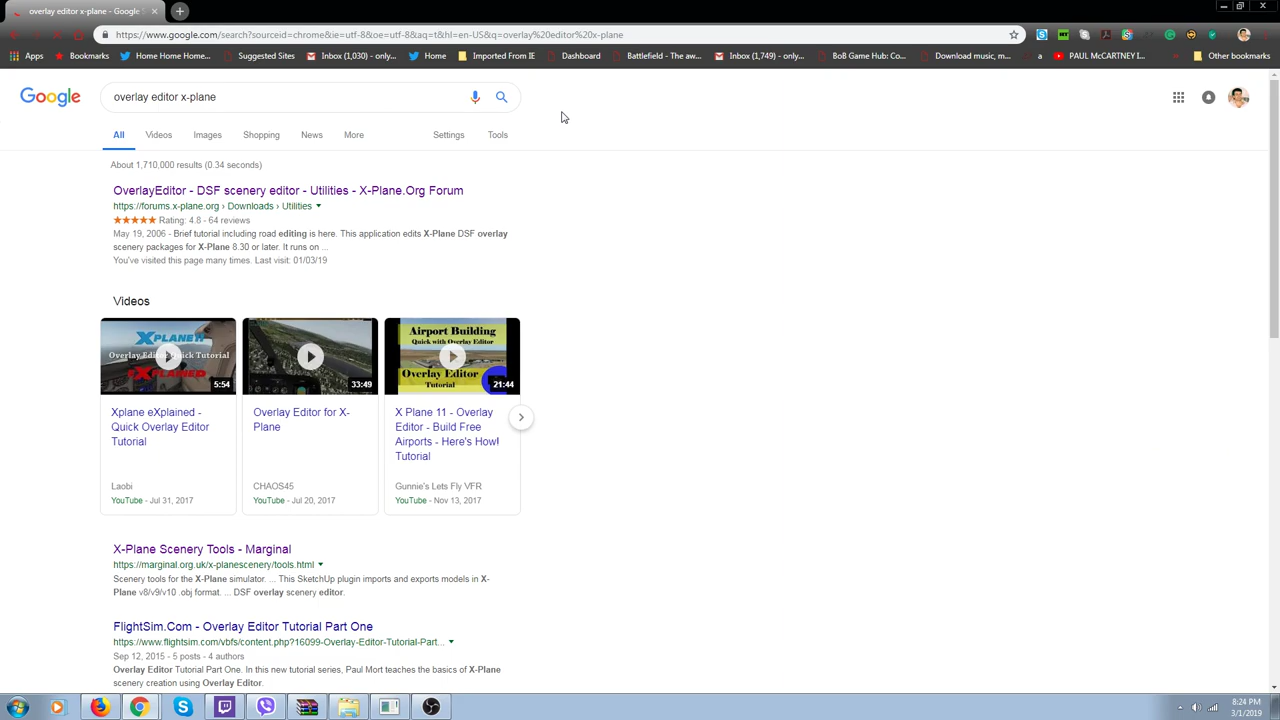 overlay editor x-plane - Google S
https://www.google.com/search?sourceid=chrome&ie=utf-8&oe=utf-8&aq=t&hl=en-US&q=overlay%20editor%20x-plane
Apps Bookmarks Home Home Home... Suggested Sites Inbox (1,030) - only... Home Imported From IE Dashboard Battlefield - The aw... Inbox (1,749) - only... BoB Game Hub: Co... Download music, m... a PAUL McCARTNEY I... Other bookmarks
Google
overlay editor x-plane
All Videos Images Shopping News More Settings Tools
About 1,710,000 results (0.34 seconds)
OverlayEditor - DSF scenery editor - Utilities - X-Plane.Org Forum
https://forums.x-plane.org › Downloads › Utilities
Rating: 4.8 - 64 reviews
May 19, 2006 - Brief tutorial including road editing is here. This application edits X-Plane DSF overlay
scenery packages for X-Plane 8.30 or later. It runs on ...
You've visited this page many times. Last visit: 01/03/19
Videos
XPLANE
Overlay Editor Quick Tutorial
EXPLAINED
5:54
33:49
Airport Building
Quick with Overlay Editor
Overlay Editor
Tutorial
21:44
Xplane eXplained -
Quick Overlay Editor
Tutorial
Laobi
YouTube - Jul 31, 2017
Overlay Editor for X-
Plane
CHAOS45
YouTube - Jul 20, 2017
X Plane 11 - Overlay
Editor - Build Free
Airports - Here's How!
Tutorial
Gunnie's Lets Fly VFR
YouTube - Nov 13, 2017
X-Plane Scenery Tools - Marginal
https://marginal.org.uk/x-planescenery/tools.html
Scenery tools for the X-Plane simulator. ... This SketchUp plugin imports and exports models in X-
Plane v8/v9/v10 .obj format. ... DSF overlay scenery editor.
FlightSim.Com - Overlay Editor Tutorial Part One
https://www.flightsim.com/vbfs/content.php?16099-Overlay-Editor-Tutorial-Part...
Sep 12, 2015 - 5 posts - 4 authors
Overlay Editor Tutorial Part One. In this new tutorial series, Paul Mort teaches the basics of X-Plane
scenery creation using Overlay Editor.
8:24 PM
3/1/2019